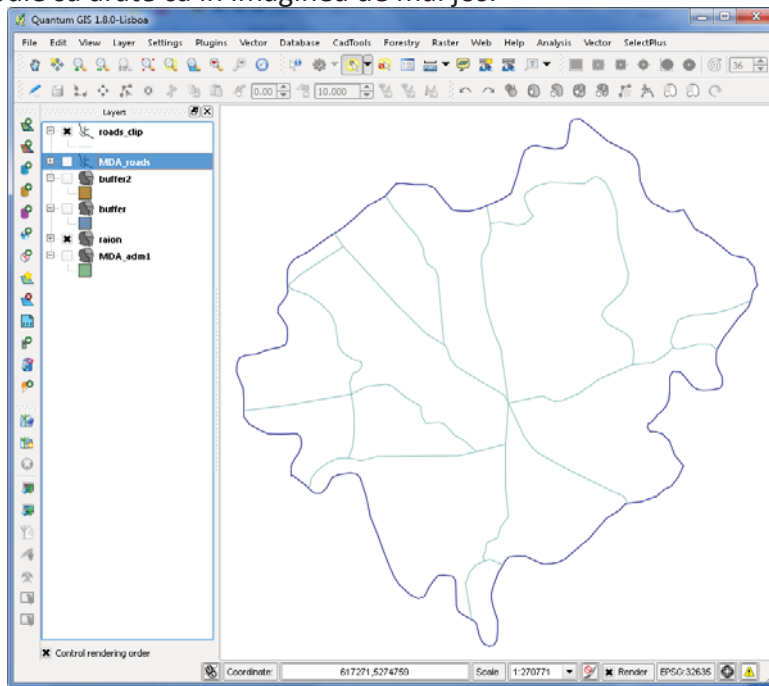 Quantum GIS 1.8.0-Lisboa
File Edit View Layer Settings Plugins Vector Database CadTools Forestry Raster Web Help Analysis Vector SelectPlus
36
0.00 10.000
Layers
roads_clip
MDA_roads
buffer2
buffer
raion
MDA_adm1
Control rendering order
Coordinate: 617271,5274759 Scale 1:270771 Render EPSG:32635